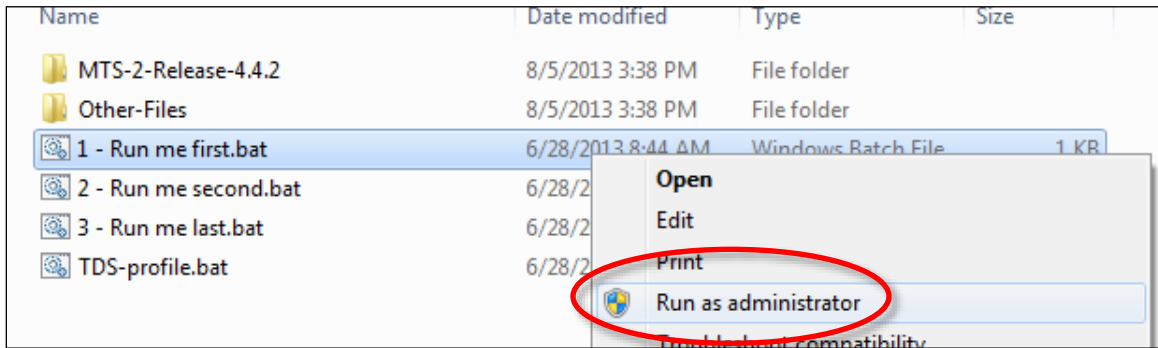 Name Date modified Type Size
MTS-2-Release-4.4.2 8/5/2013 3:38 PM File folder
Other-Files 8/5/2013 3:38 PM File folder
1 - Run me first.bat 6/28/2013 8:44 AM Windows Batch File 1 KB
2 - Run me second.bat 6/28/2
3 - Run me last.bat 6/28/2
TDS-profile.bat 6/28/2
Open
Edit
Print
Run as administrator
Troubleshoot compatibility